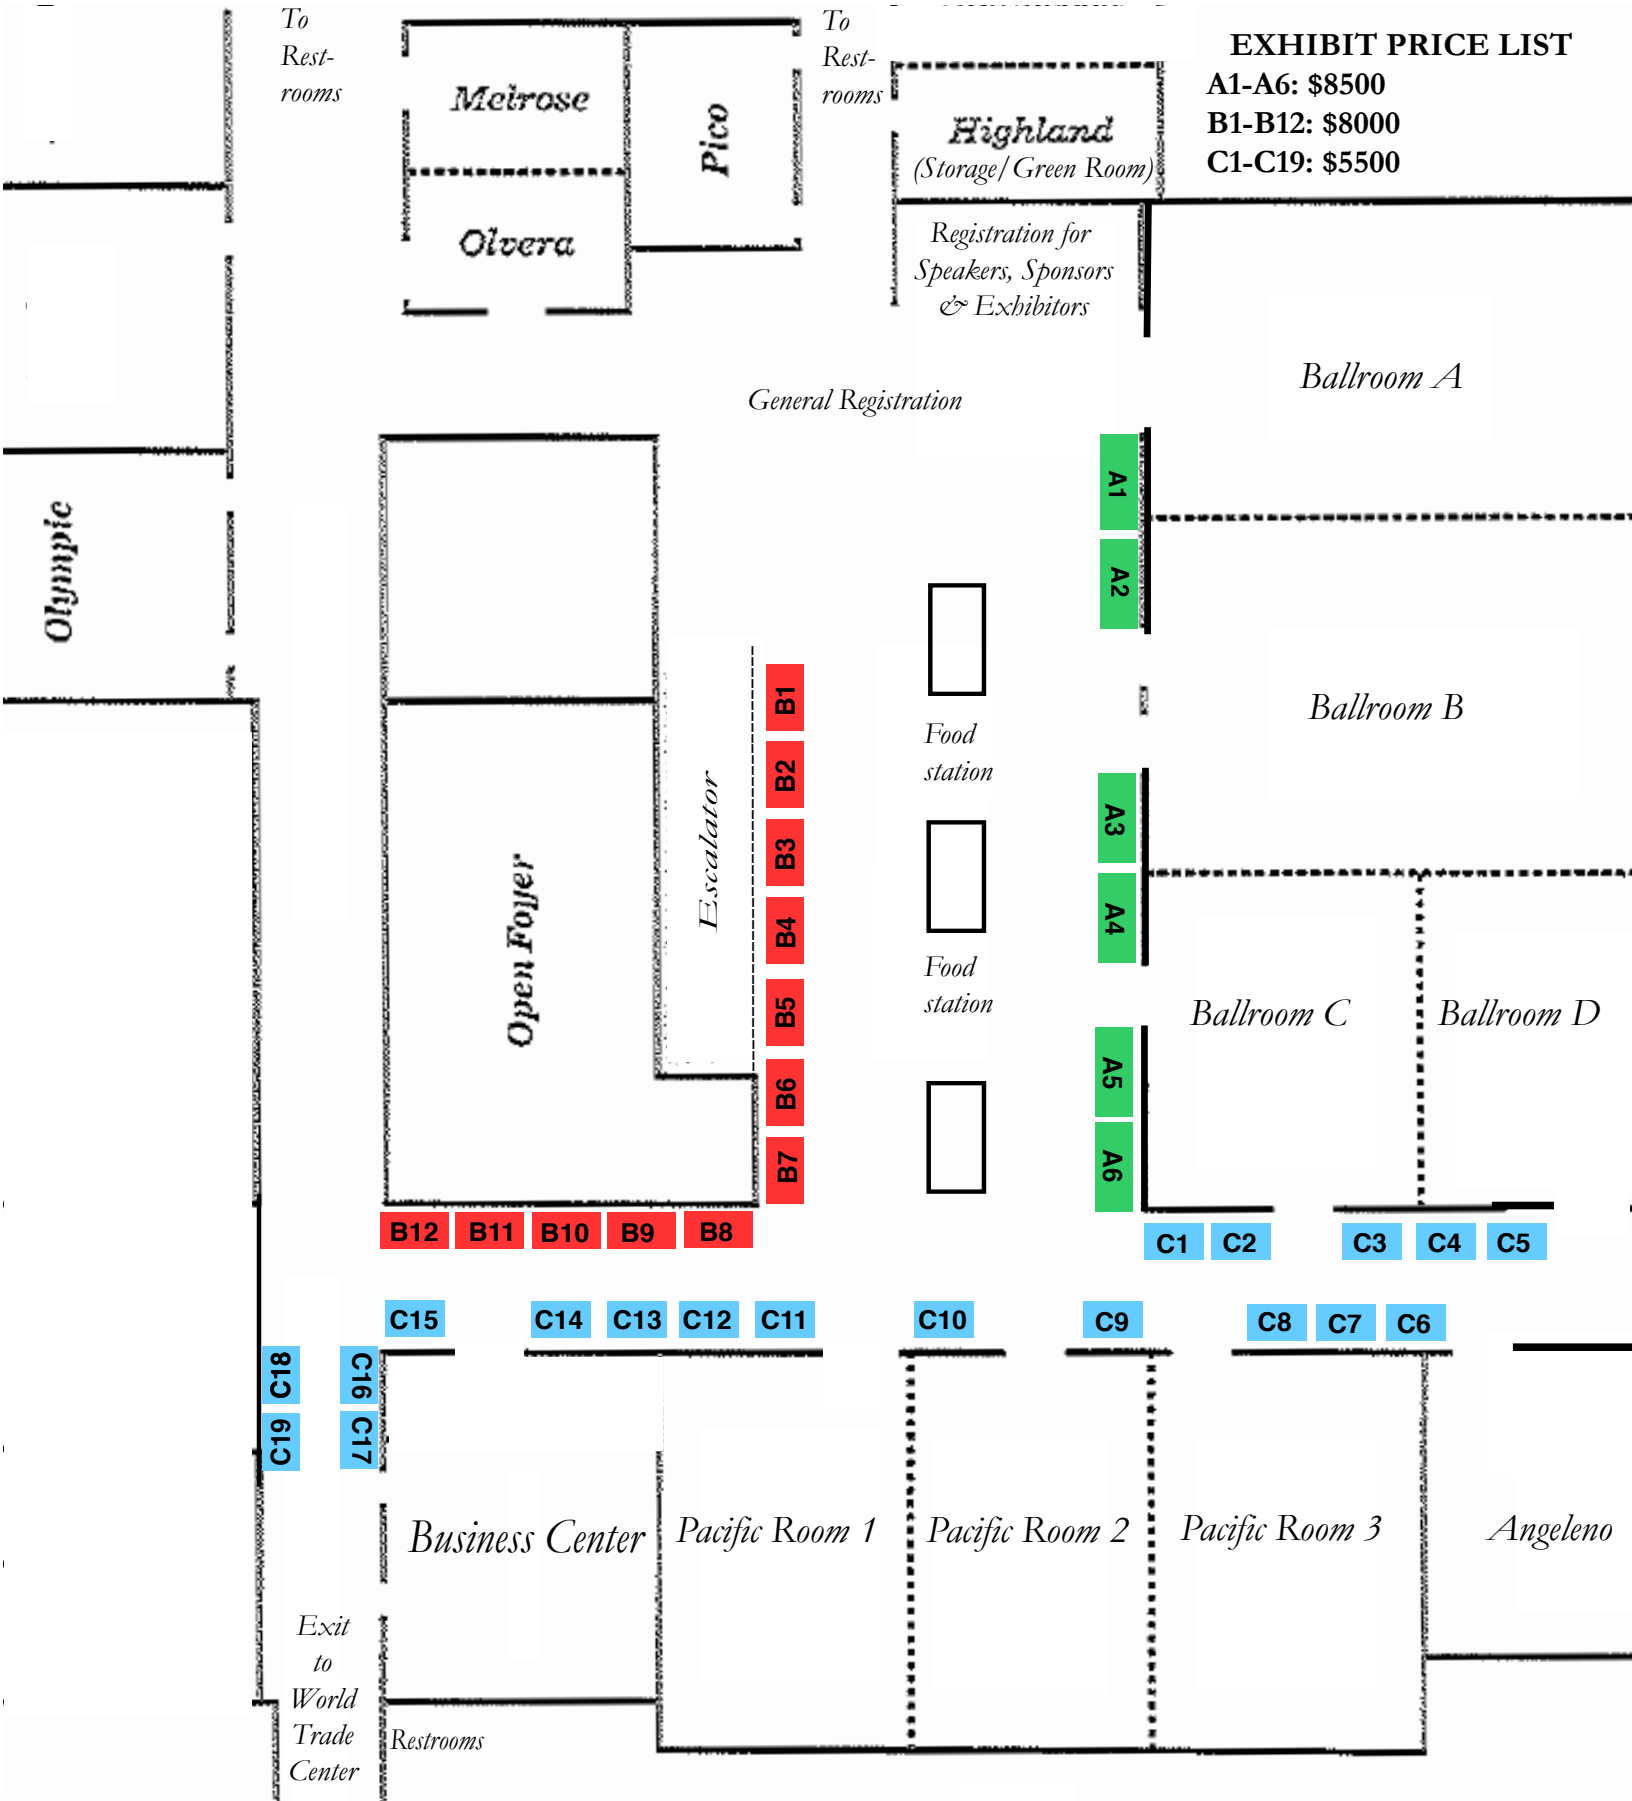 To
Rest-
rooms
Melrose
Pico
Olvera
To
Rest-
rooms
Highland
(Storage/Green Room)
EXHIBIT PRICE LIST
A1-A6: $8500
B1-B12: $8000
C1-C19: $5500
Registration for
Speakers, Sponsors
& Exhibitors
General Registration
Ballroom A
Olympic
A1
A2
B1
B2
B3
B4
B5
B6
B7
Escalator
Open Foyer
Food
station
Food
station
Ballroom B
A3
A4
A5
A6
Ballroom C
Ballroom D
B12
B11
B10
B9
B8
C1
C2
C3
C4
C5
C15
C14
C13
C12
C11
C10
C9
C8
C7
C6
C18
C19
C16
C17
Business Center
Pacific Room 1
Pacific Room 2
Pacific Room 3
Angeleno
Exit
to
World
Trade
Center
Restrooms